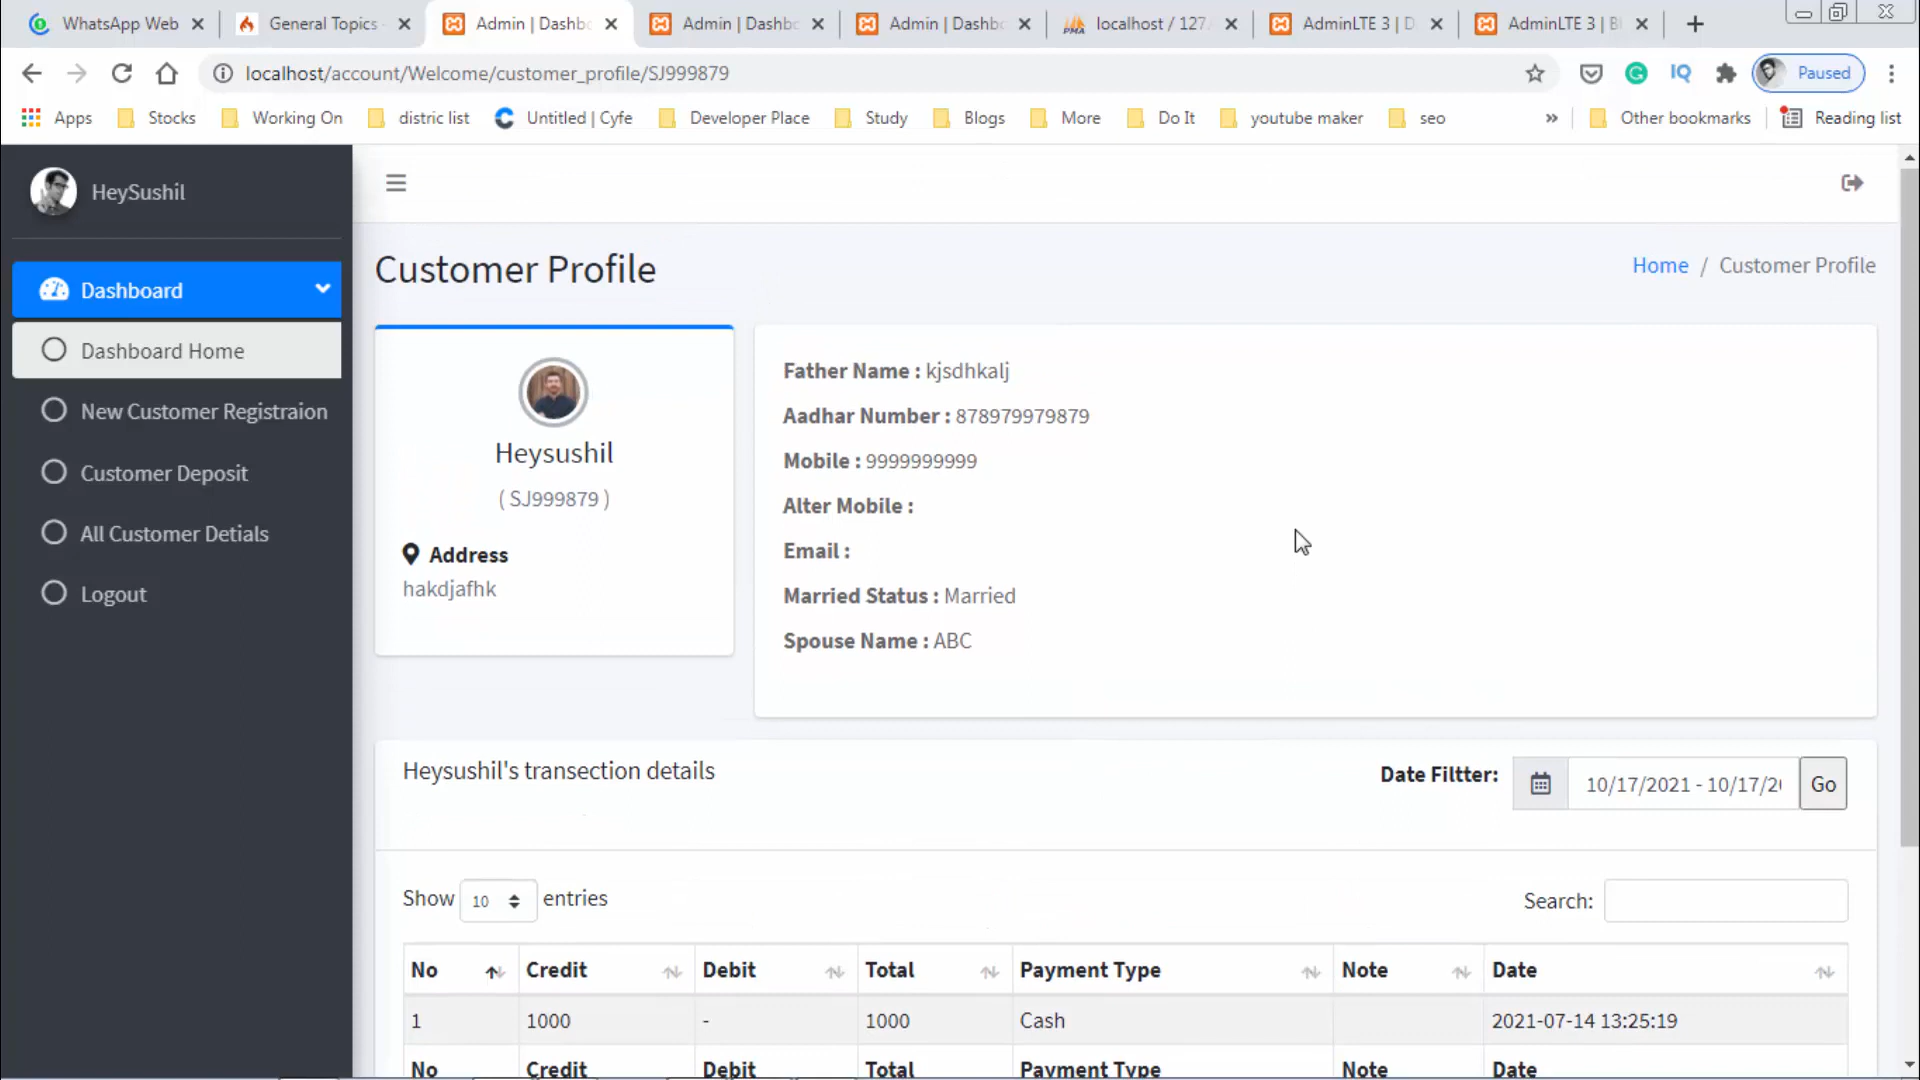 WhatsApp Web
General Topics
Admin | Dashbo
Admin | Dashbo
Admin | Dashbo
localhost / 127.
AdminLTE 3 | D
AdminLTE 3 | Bl
localhost/account/Welcome/customer_profile/SJ999879
Paused
Apps
Stocks
Working On
distric list
Untitled | Cyfe
Developer Place
Study
Blogs
More
Do It
youtube maker
seo
»
Other bookmarks
Reading list
HeySushil
Dashboard
Dashboard Home
New Customer Registraion
Customer Deposit
All Customer Detials
Logout
Customer Profile
Home / Customer Profile
Heysushil
( SJ999879 )
Address
hakdjafhk
Father Name : kjsdhkalj
Aadhar Number : 878979979879
Mobile : 9999999999
Alter Mobile :
Email :
Married Status : Married
Spouse Name : ABC
Heysushil's transection details
Date Filtter:
10/17/2021 - 10/17/20
Go
Show 10 entries
Search:
No Credit Debit Total Payment Type Note Date
1 1000 - 1000 Cash 2021-07-14 13:25:19
No Credit Debit Total Payment Type Note Date